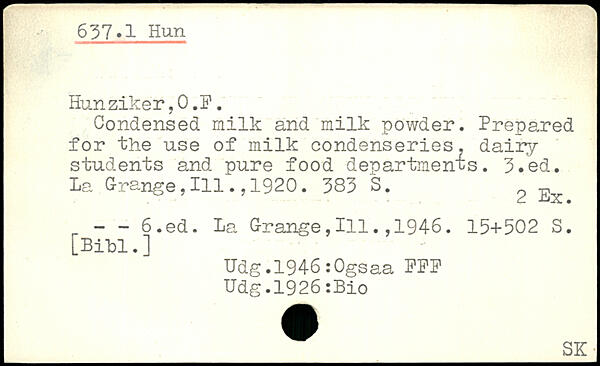 637.1 Hun
Hunziker,O.F.
Condensed milk and milk powder. Prepared
for the use of milk condenseries, dairy
students and pure food departments. 3.ed.
La Grange,Ill.,1920. 383 S.
2 Ex.
- - 6.ed. La Grange,Ill.,1946. 15+502 S.
[Bibl.]
Udg.1946:Ogsaa FFF
Udg.1926:Bio
SK